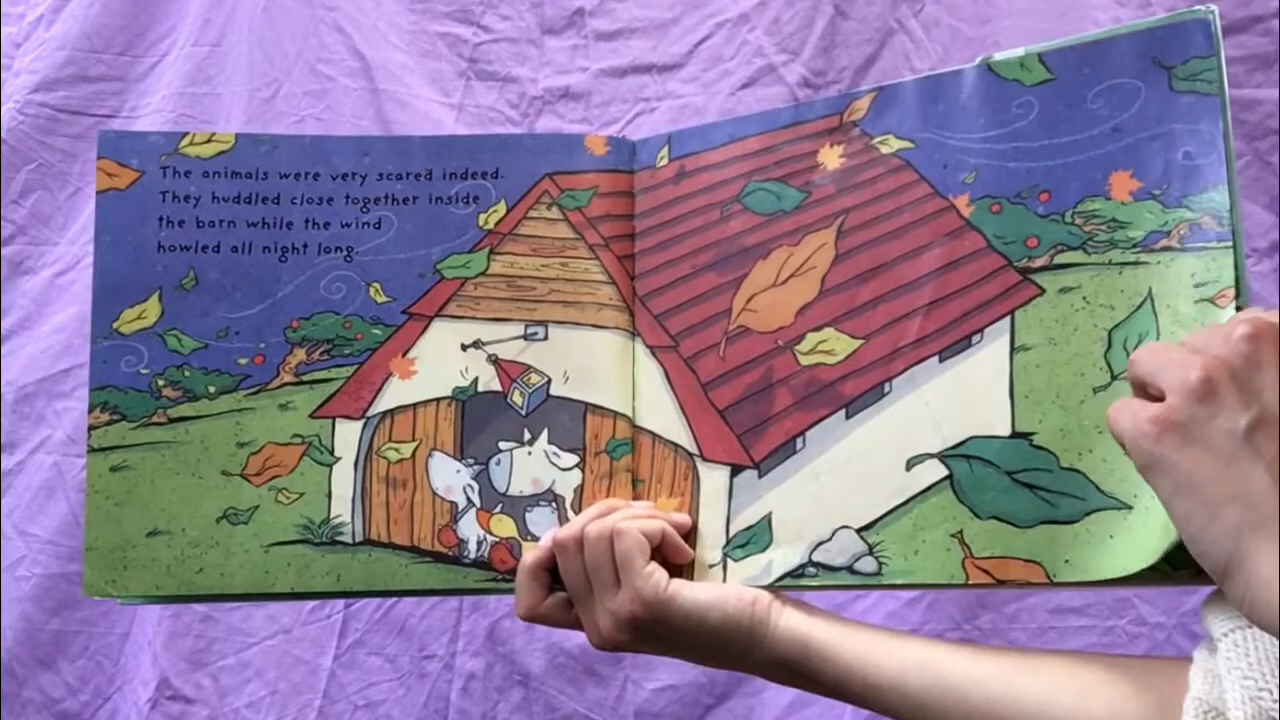 The animals were very scared indeed.
They huddled close together inside
the barn while the wind
howled all night long.